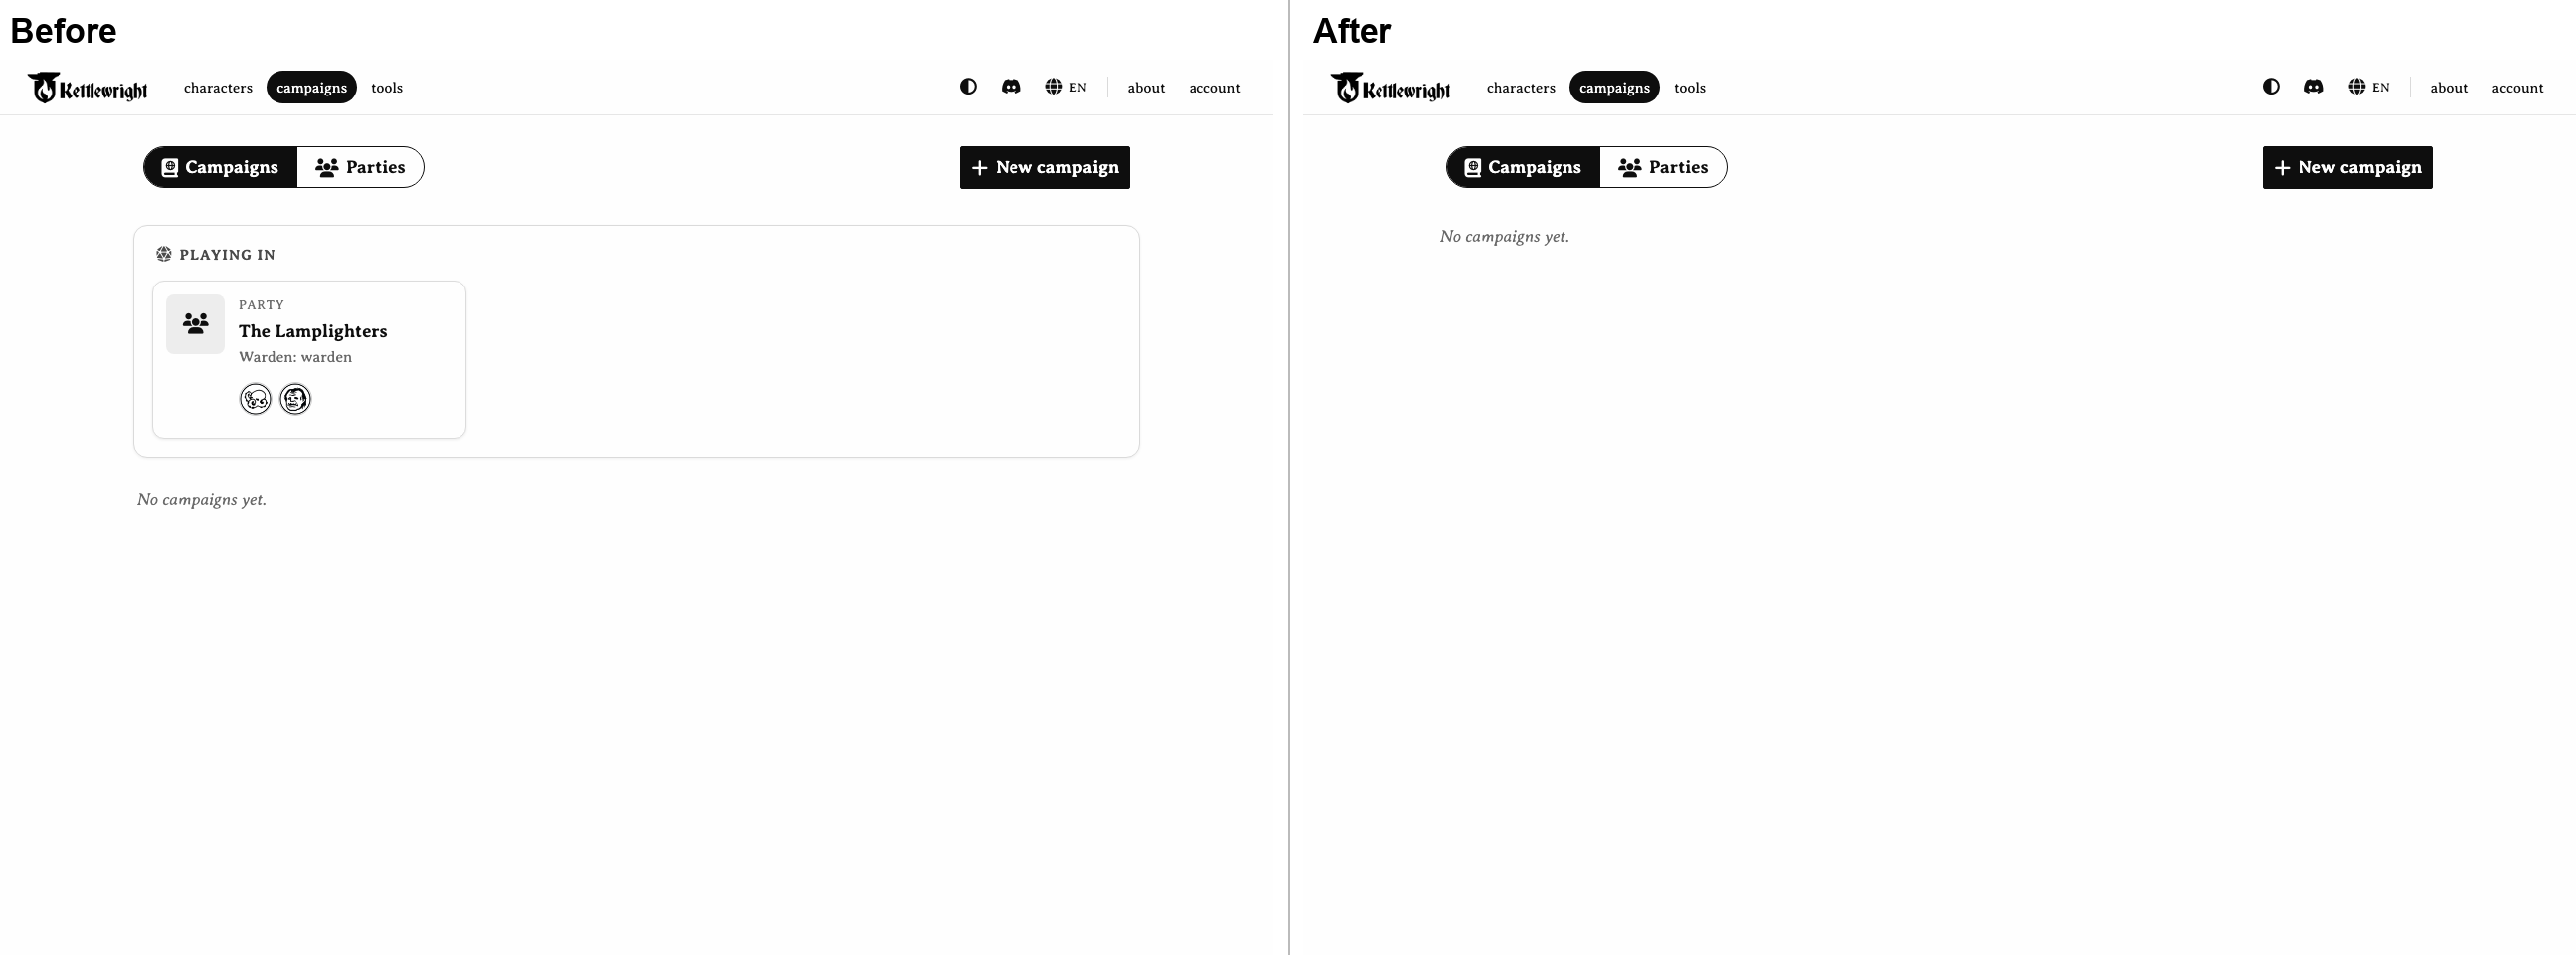 Before
Kettlewright characters campaigns tools EN about account
Campaigns Parties + New campaign
PLAYING IN
PARTY
The Lamplighters
Warden: warden
No campaigns yet.
After
Kettlewright characters campaigns tools EN about account
Campaigns Parties + New campaign
No campaigns yet.